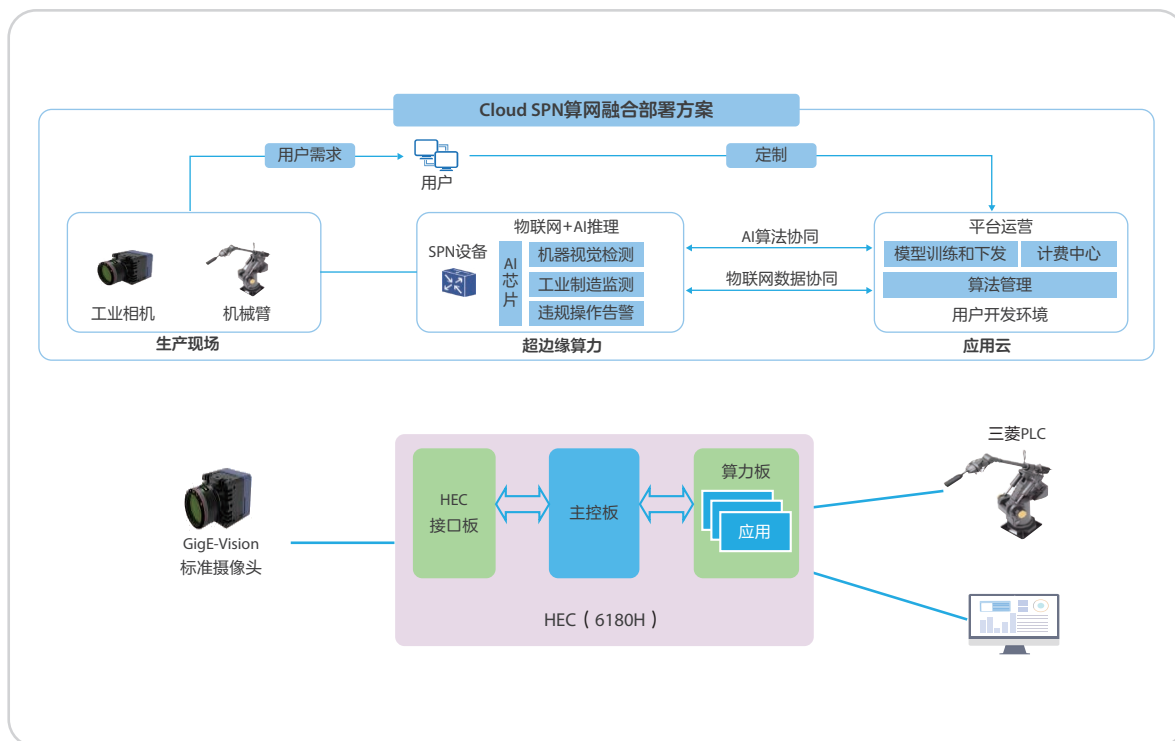 Cloud SPN算网融合部署方案
用户需求
定制
用户
物联网+AI推理
平台运营
SPN设备
AI
芯
片
机器视觉检测
工业制造监测
违规操作告警
AI算法协同
物联网数据协同
模型训练和下发
计费中心
算法管理
用户开发环境
工业相机
机械臂
生产现场
超边缘算力
应用云
三菱PLC
HEC
接口板
主控板
算力板
应用
GigE-Vision
标准摄像头
HEC（6180H）